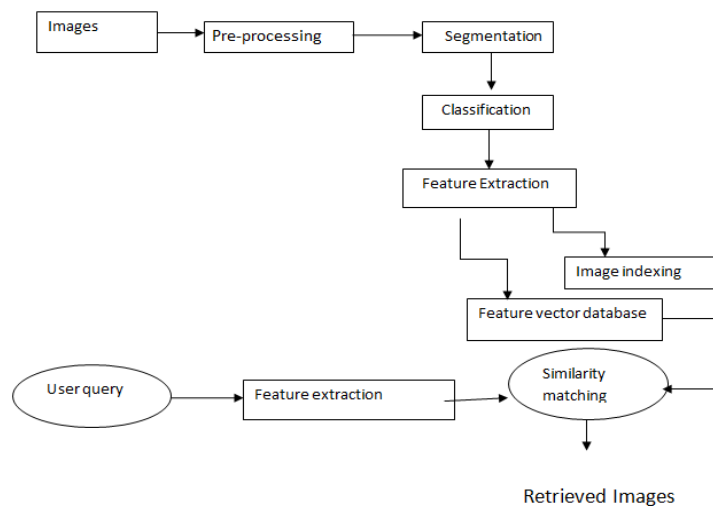 Images
Pre-processing
Segmentation
Classification
Feature Extraction
Image indexing
Feature vector database
User query
Feature extraction
Similarity
matching
Retrieved Images